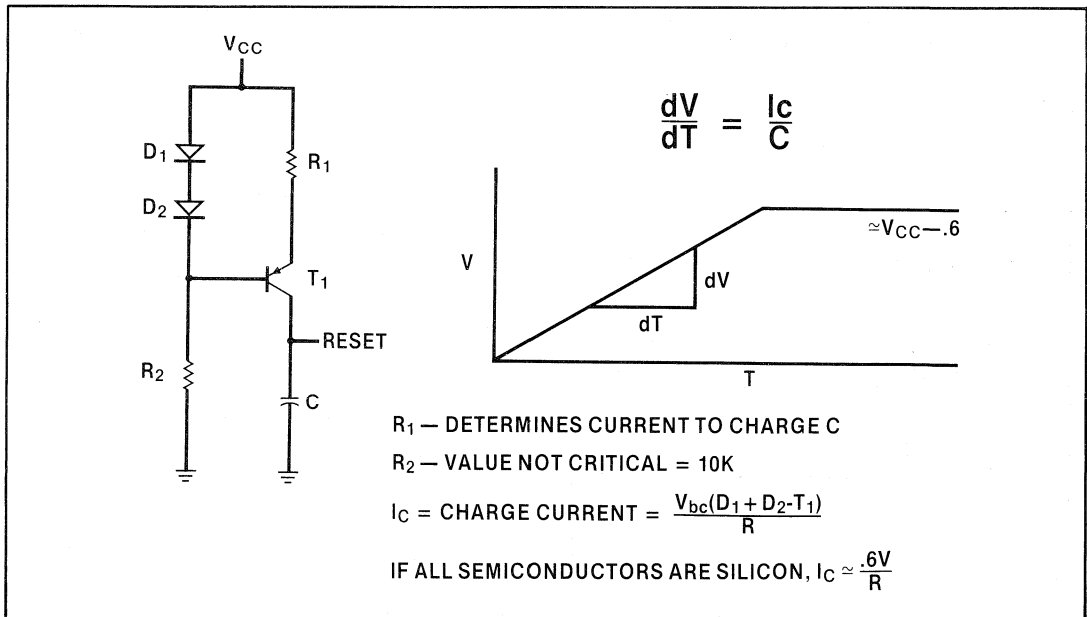 VCC
D1
R1
D2
T1
RESET
R2
C
dV/dT = Ic/C
V
≃VCC—.6
dV
dT
T
R1 — DETERMINES CURRENT TO CHARGE C
R2 — VALUE NOT CRITICAL = 10K
IC = CHARGE CURRENT = Vbc(D1 + D2-T1)/R
IF ALL SEMICONDUCTORS ARE SILICON, IC ≃ .6V/R